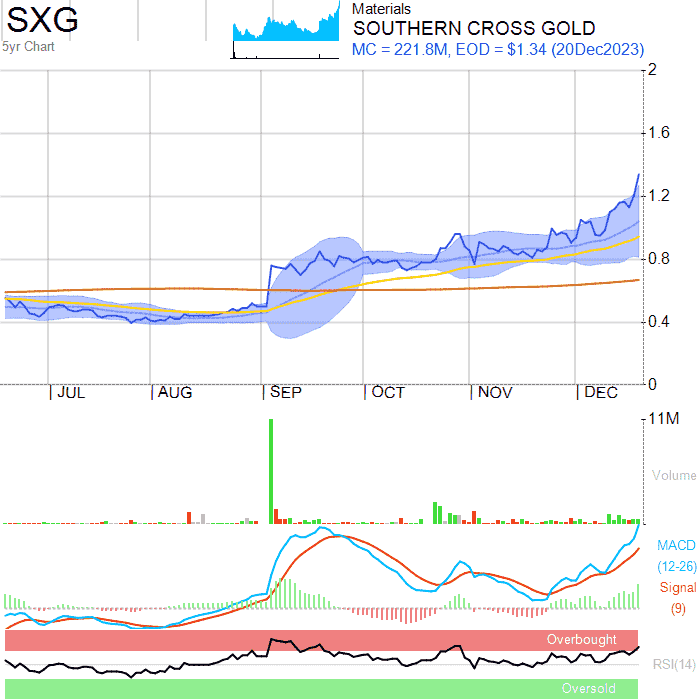 SXG
5yr Chart
Materials
SOUTHERN CROSS GOLD
MC = 221.8M, EOD = $1.34 (20Dec2023)
2
1.6
1.2
0.8
0.4
0
JUL AUG SEP OCT NOV DEC
11M
Volume
MACD
(12-26)
Signal
(9)
Overbought
RSI(14)
Oversold